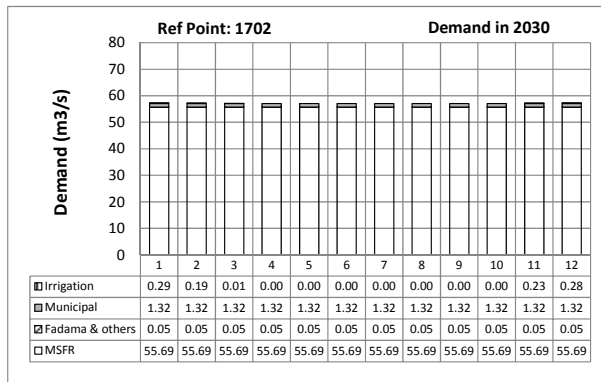 Ref Point: 1702 Demand in 2030
80
70
60
50
40
30
20
10
0
Demand (m3/s)
1 2 3 4 5 6 7 8 9 10 11 12
Irrigation 0.29 0.19 0.01 0.00 0.00 0.00 0.00 0.00 0.00 0.00 0.23 0.28
Municipal 1.32 1.32 1.32 1.32 1.32 1.32 1.32 1.32 1.32 1.32 1.32 1.32
Fadama & others 0.05 0.05 0.05 0.05 0.05 0.05 0.05 0.05 0.05 0.05 0.05 0.05
MSFR 55.69 55.69 55.69 55.69 55.69 55.69 55.69 55.69 55.69 55.69 55.69 55.69